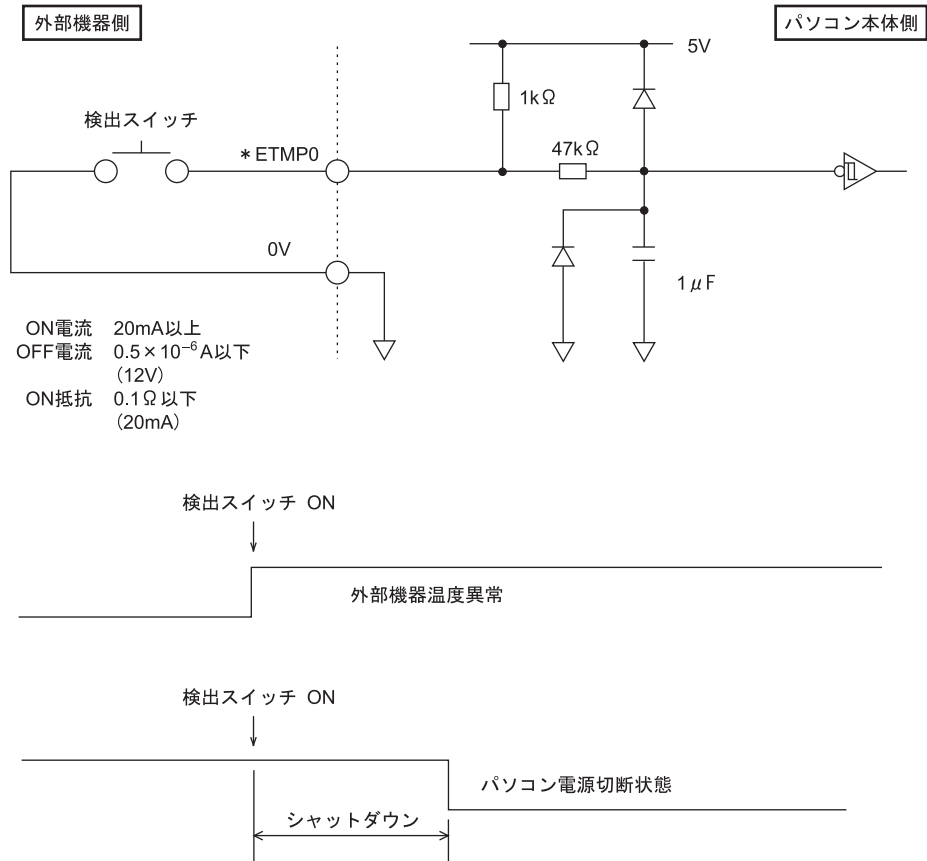 外部機器側
パソコン本体側
5V
1kΩ
検出スイッチ
47kΩ
*ETMP0
0V
1μF
ON電流 20mA以上
OFF電流 0.5×10⁻⁶A以下
(12V)
ON抵抗 0.1Ω以下
(20mA)
検出スイッチ ON
外部機器温度異常
検出スイッチ ON
パソコン電源切断状態
シャットダウン